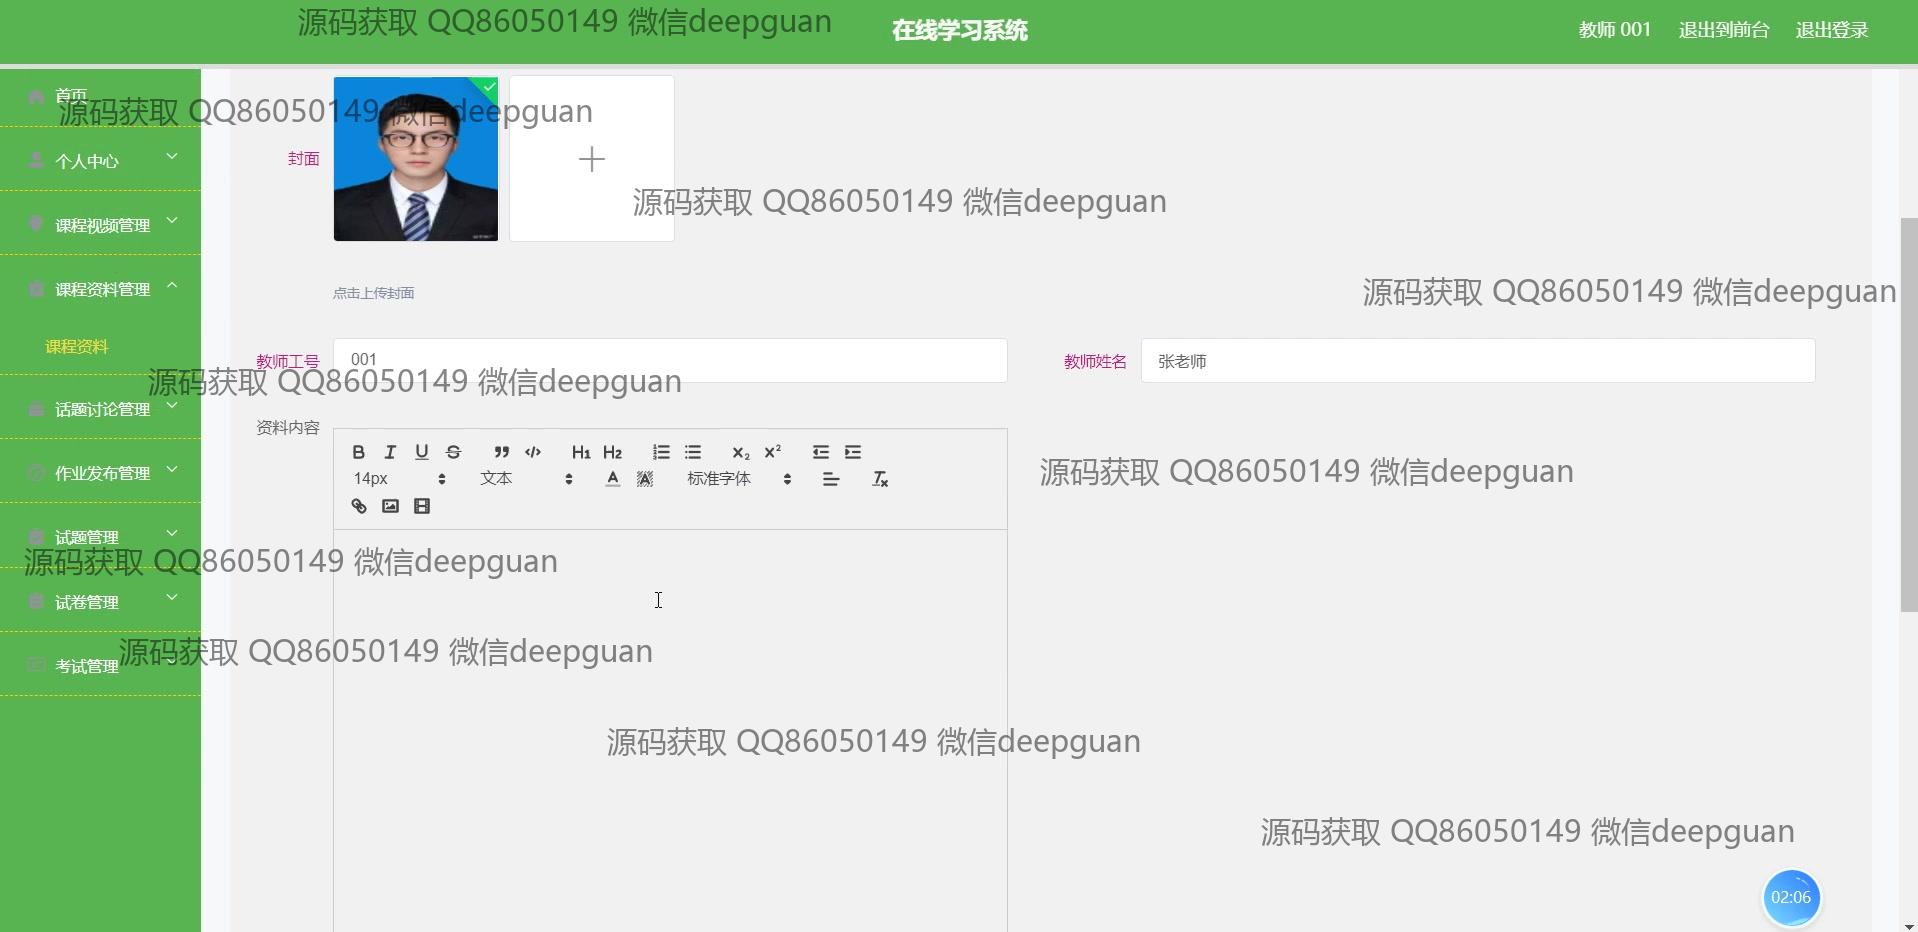 源码获取 QQ86050149 微信deepguan
在线学习系统
教师 001
退出到前台
退出登录
首页
源码获取 QQ86050149 微信deepguan
个人中心
封面
源码获取 QQ86050149 微信deepguan
课程视频管理
课程资料管理
点击上传封面
源码获取 QQ86050149 微信deepguan
课程资料
教师工号
001
教师姓名
张老师
源码获取 QQ86050149 微信deepguan
话题讨论管理
资料内容
B I U S ” </> H1 H2 X2 X2
14px 文本 A A 标准字体 Tx
源码获取 QQ86050149 微信deepguan
作业发布管理
试题管理
源码获取 QQ86050149 微信deepguan
试卷管理
源码获取 QQ86050149 微信deepguan
考试管理
源码获取 QQ86050149 微信deepguan
源码获取 QQ86050149 微信deepguan
02:06